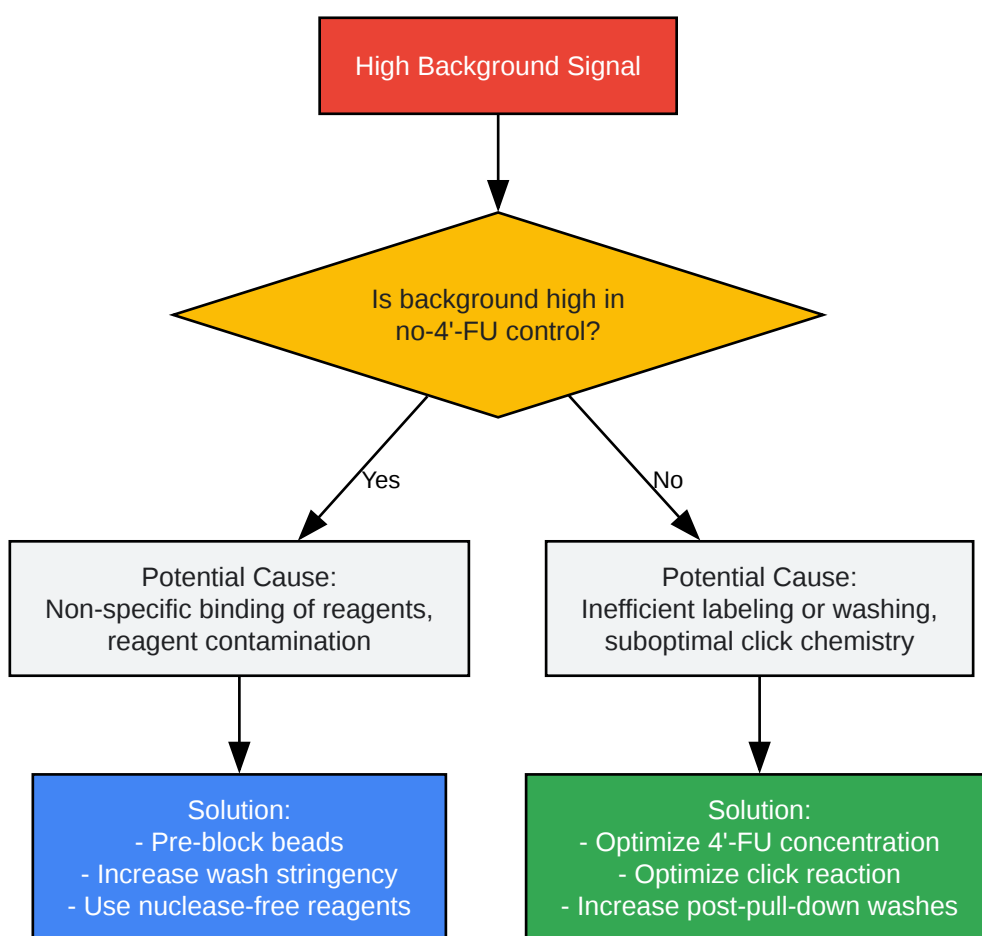 High Background Signal
Is background high in
no-4'-FU control?
Yes
No
Potential Cause:
Non-specific binding of reagents,
reagent contamination
Potential Cause:
Inefficient labeling or washing,
suboptimal click chemistry
Solution:
- Pre-block beads
- Increase wash stringency
- Use nuclease-free reagents
Solution:
- Optimize 4'-FU concentration
- Optimize click reaction
- Increase post-pull-down washes